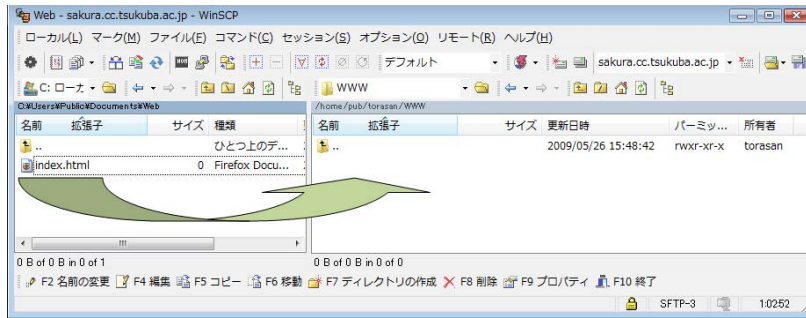 Web - sakura.cc.tsukuba.ac.jp - WinSCP
ローカル(L) マーク(M) ファイル(F) コマンド(C) セッション(S) オプション(O) リモート(R) ヘルプ(H)
デフォルト sakura.cc.tsukuba.ac.jp
C: ローカ WWW
C:¥Users¥Public¥Documents¥Web /home/pub/torasan/WWW
名前 拡張子 サイズ 種類 名前 拡張子 サイズ 更新日時 パーミッ... 所有者
.. ひとつ上のデ... .. 2009/05/26 15:48:42 rwxr-xr-x torasan
index.html 0 Firefox Docu...
0 B of 0 B in 0 of 1 0 B of 0 B in 0 of 0
F2 名前の変更 F4 編集 F5 コピー F6 移動 F7 ディレクトリの作成 F8 削除 F9 プロパティ F10 終了
SFTP-3 1:02:52